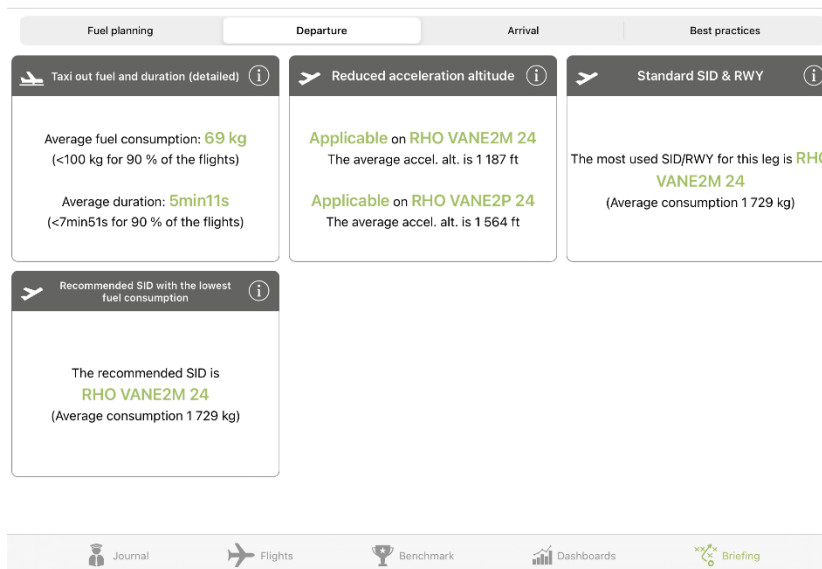 Fuel planning
Departure
Arrival
Best practices
Taxi out fuel and duration (detailed) i
Average fuel consumption: 69 kg
(<100 kg for 90 % of the flights)
Average duration: 5min11s
(<7min51s for 90 % of the flights)
Reduced acceleration altitude i
Applicable on RHO VANE2M 24
The average accel. alt. is 1 187 ft
Applicable on RHO VANE2P 24
The average accel. alt. is 1 564 ft
Standard SID & RWY i
The most used SID/RWY for this leg is RHO
VANE2M 24
(Average consumption 1 729 kg)
Recommended SID with the lowest
fuel consumption i
The recommended SID is
RHO VANE2M 24
(Average consumption 1 729 kg)
Journal
Flights
Benchmark
Dashboards
Briefing